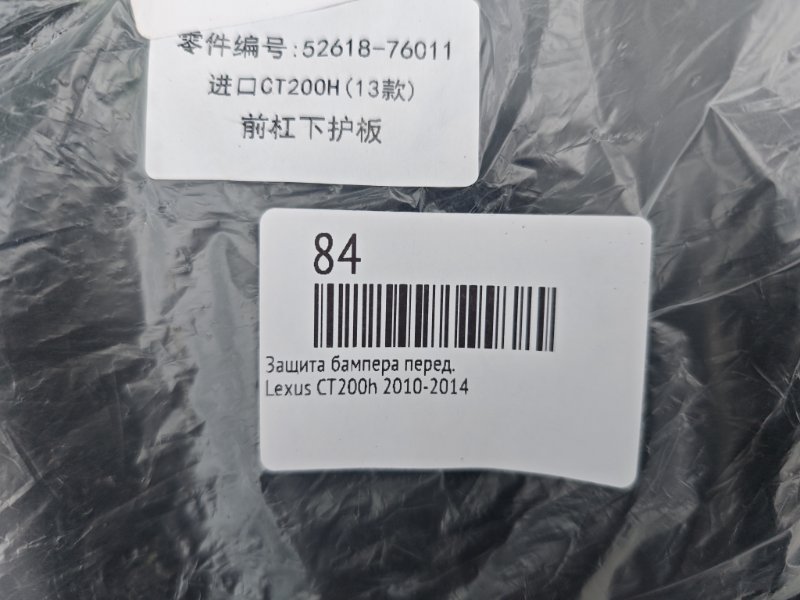 零件编号:52618-76011
进口CT200H(13款)
前杠下护板
84
Защита бампера перед.
Lexus CT200h 2010-2014